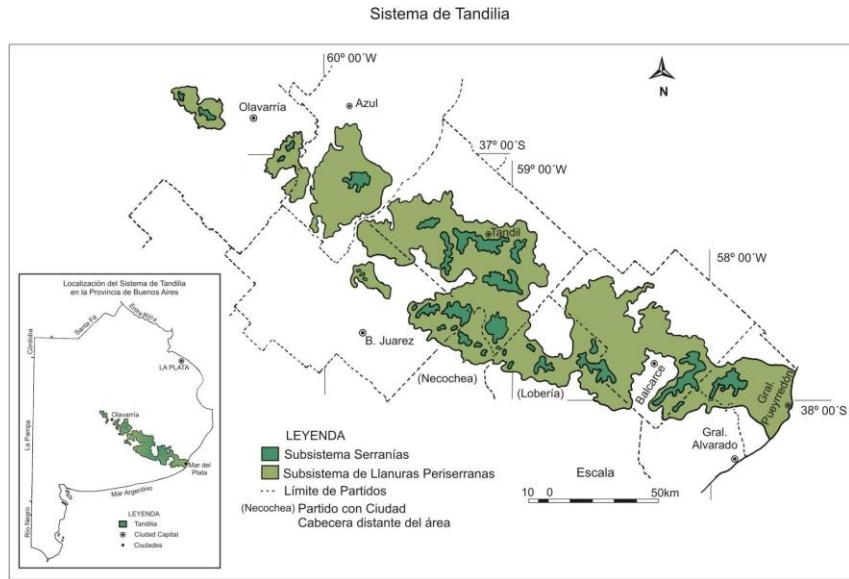 Sistema de Tandilia
60º 00´W
N
Olavarría
Azul
37º 00´S
59º 00´W
Tandil
58º 00´W
B. Juarez
(Necochea)
(Lobería)
Balcarce
Gral.
Pueyrredón
38º 00´S
Gral.
Alvarado
Localización del Sistema de Tandilia
en la Provincia de Buenos Aires
Santa Fé
Córdoba
LA PLATA
Olavarría
La Pampa
Mar del
Plata
Mar Argentino
Río Negro
LEYENDA
Tandilia
Ciudad Capital
Ciudades
LEYENDA
Subsistema Serranías
Subsistema de Llanuras Periserranas
Límite de Partidos
(Necochea) Partido con Ciudad
Cabecera distante del área
Escala
10 0 50km